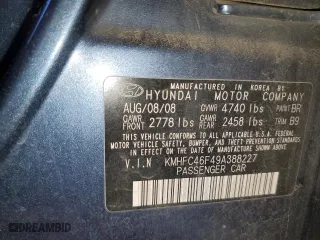 MANUFACTURED IN KOREA BY
HYUNDAI MOTOR COMPANY
AUG/08/08 GVWR 4740 lbs PAINT BR
GAWR FRONT 2778 lbs GAWR REAR 2458 lbs TRIM B9
THIS VEHICLE CONFORMS TO ALL APPLICABLE U.S.A FEDERAL
MOTOR VEHICLE SAFETY, BUMPER, AND THEFT PREVENTION
STANDARDS IN EFFECT ON THE DATE OF MANUFACTURE
SHOWN ABOVE.
V.I.N KMHFC46F49A388227
PASSENGER CAR